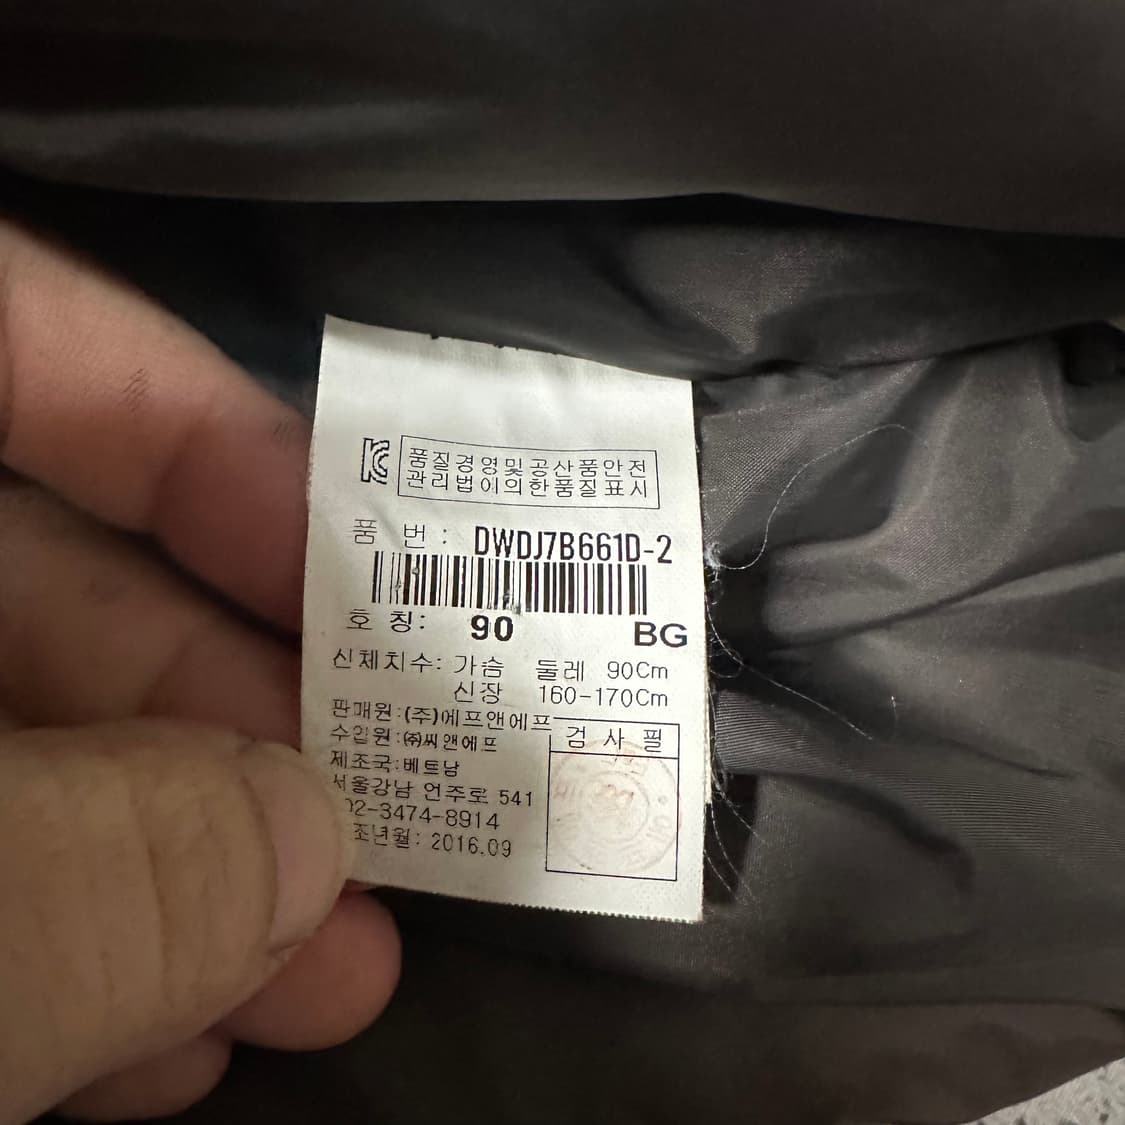 품질경영및공산품안전
관리법이의한품질표시
품 번 : DWDJ7B661D-2
호 칭: 90 BG
신체치수: 가슴 둘레 90Cm
신장 160-170Cm
판매원:(주)에프앤에프
수입원:㈜씨앤에프
검 사 필
제조국:베트남
서울강남 언주로 541
02-3474-8914
조년월: 2016.09